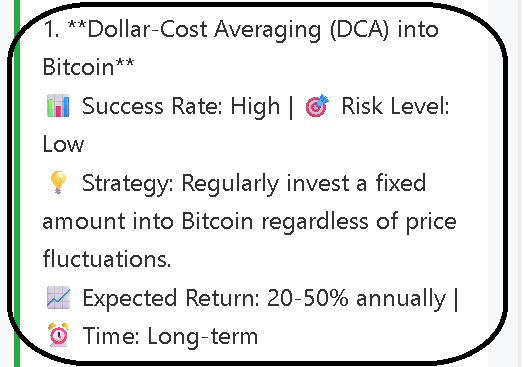 1. **Dollar-Cost Averaging (DCA) into
Bitcoin**
📊 Success Rate: High | 🎯 Risk Level:
Low
💡 Strategy: Regularly invest a fixed
amount into Bitcoin regardless of price
fluctuations.
📈 Expected Return: 20-50% annually |
⏰ Time: Long-term